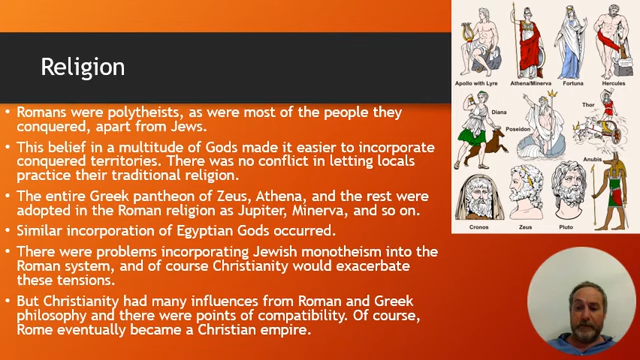 Religion
• Romans were polytheists, as were most of the people they
conquered, apart from Jews.
• This belief in a multitude of Gods made it easier to incorporate
conquered territories. There was no conflict in letting locals
practice their traditional religion.
• The entire Greek pantheon of Zeus, Athena, and the rest were
adopted in the Roman religion as Jupiter, Minerva, and so on.
• Similar incorporation of Egyptian Gods occurred.
• There were problems incorporating Jewish monotheism into the
Roman system, and of course Christianity would exacerbate
these tensions.
• But Christianity had many influences from Roman and Greek
philosophy and there were points of compatibility. Of course,
Rome eventually became a Christian empire.
Apollo with Lyre Athena/Minerva Fortuna Hercules
Diana
Thor
Poseidon
Anubis
Cronos Zeus Pluto